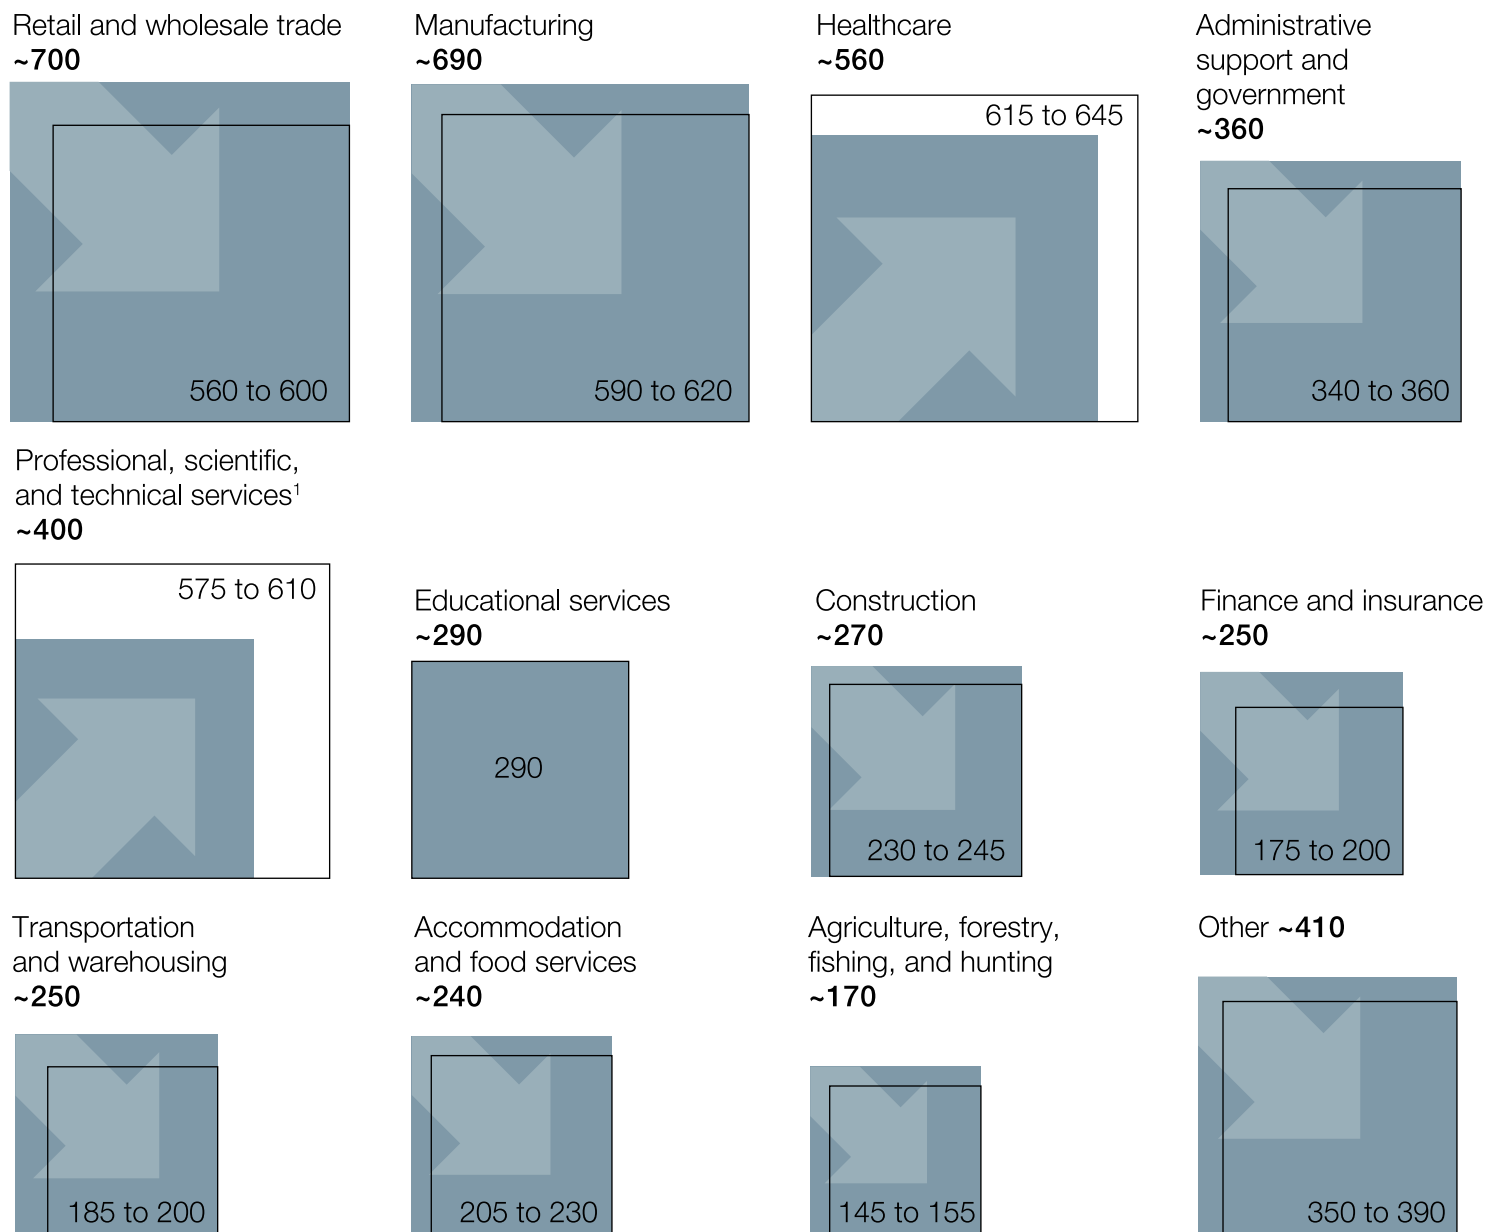 Retail and wholesale trade
~700
560 to 600
Manufacturing
~690
590 to 620
Healthcare
~560
615 to 645
Administrative
support and
government
~360
340 to 360
Professional, scientific,
and technical services¹
~400
575 to 610
Educational services
~290
290
Construction
~270
230 to 245
Finance and insurance
~250
175 to 200
Transportation
and warehousing
~250
185 to 200
Accommodation
and food services
~240
205 to 230
Agriculture, forestry,
fishing, and hunting
~170
145 to 155
Other ~410
350 to 390